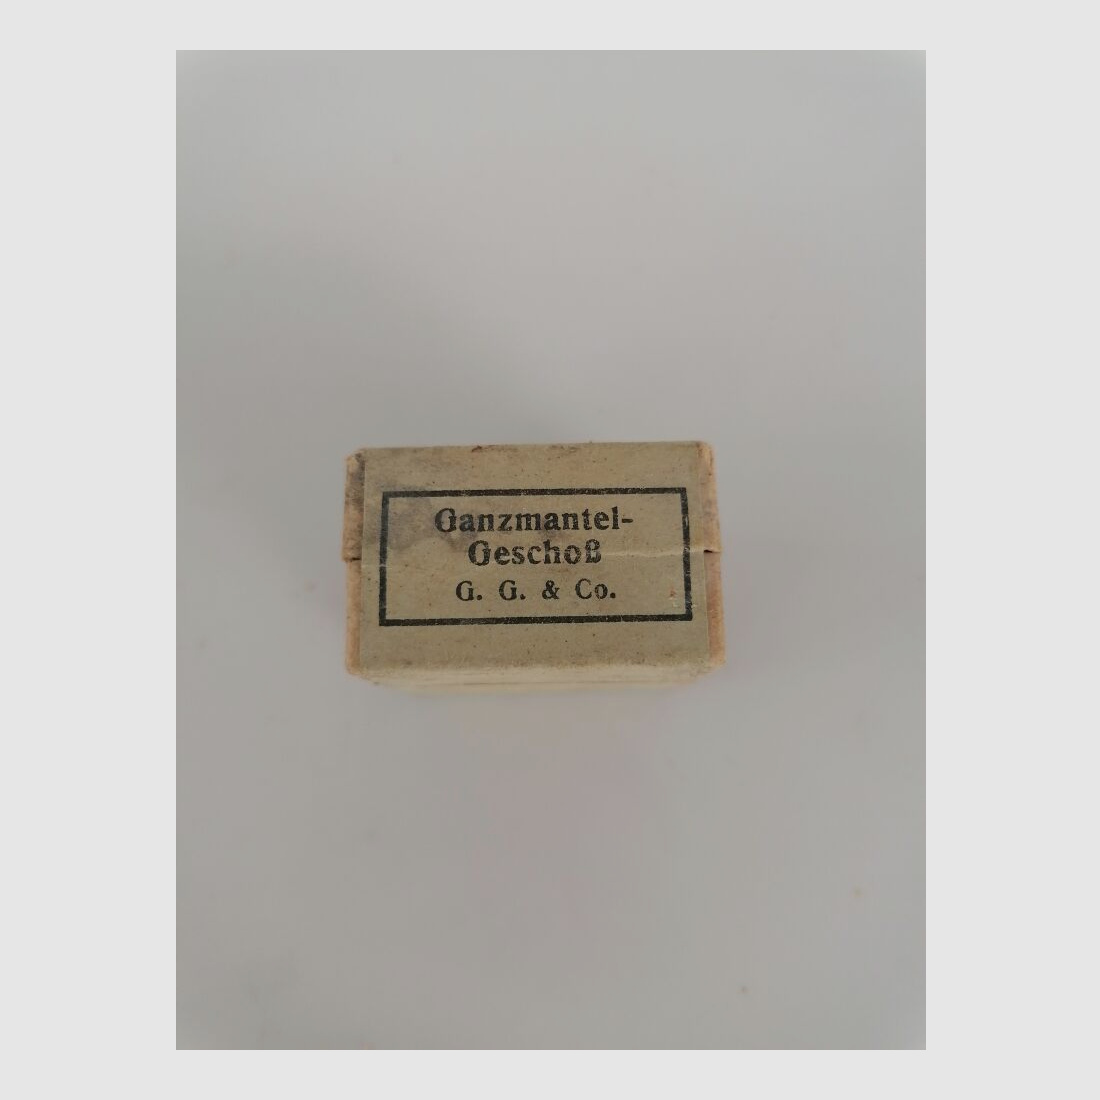 Ganzmantel-
Geschoß
G. G. & Co.